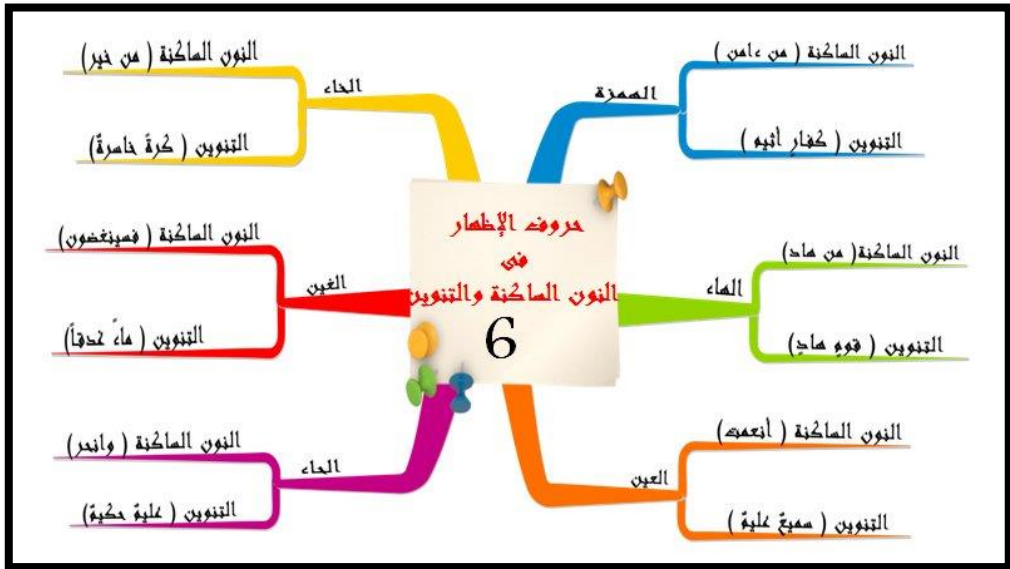 حروف الإظهار
فى
النون الساكنة والتنوين
6
الهمزة
النون الساكنة ( من ءامن )
التنوين ( كفارٍ أثيم )
الهاء
النون الساكنة( من هاد)
التنوين ( قومٍ هادٍ)
العين
النون الساكنة ( أنعمت)
التنوين ( سميعٌ عليمٌ )
الحاء
النون الساكنة ( وانحر)
التنوين ( عليمٌ حكيمٌ )
الغين
النون الساكنة ( فسينغضون)
التنوين ( ماءً غدقاً)
الخاء
النون الساكنة ( من خير)
التنوين ( كرةً خاسرةٌ)